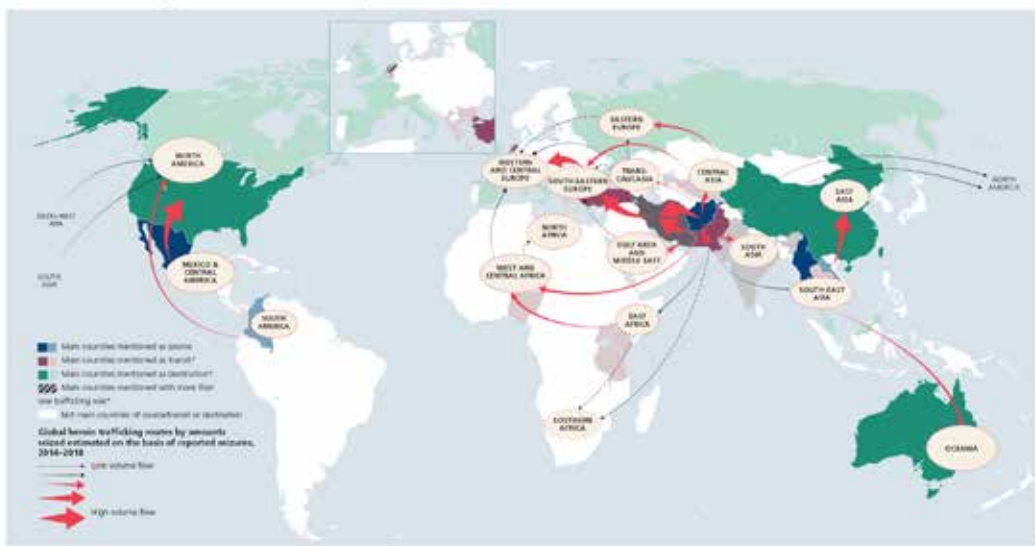 NORTH
AMERICA
SOUTH-WEST
ASIA
SOUTH
ASIA
MEXICO &
CENTRAL
AMERICA
SOUTH
AMERICA
WESTERN
AND CENTRAL
EUROPE
EASTERN
EUROPE
SOUTH-EASTERN
EUROPE
TRANS-
CAUCASIA
CENTRAL
ASIA
EAST
ASIA
NORTH
AMERICA
NORTH AFRICA
GULF AREA
AND
MIDDLE EAST
SOUTH
ASIA
WEST AND
CENTRAL AFRICA
SOUTH-EAST
ASIA
EAST
AFRICA
SOUTHERN
AFRICA
OCEANIA
Main countries mentioned as source
Main countries mentioned as transit*
Main countries mentioned as destination*
Main countries mentioned with more than
one trafficking role*
Not main countries of source/transit or destination
Global heroin trafficking routes by amounts
seized estimated on the basis of reported seizures,
2014–2018
Low volume flow
High volume flow